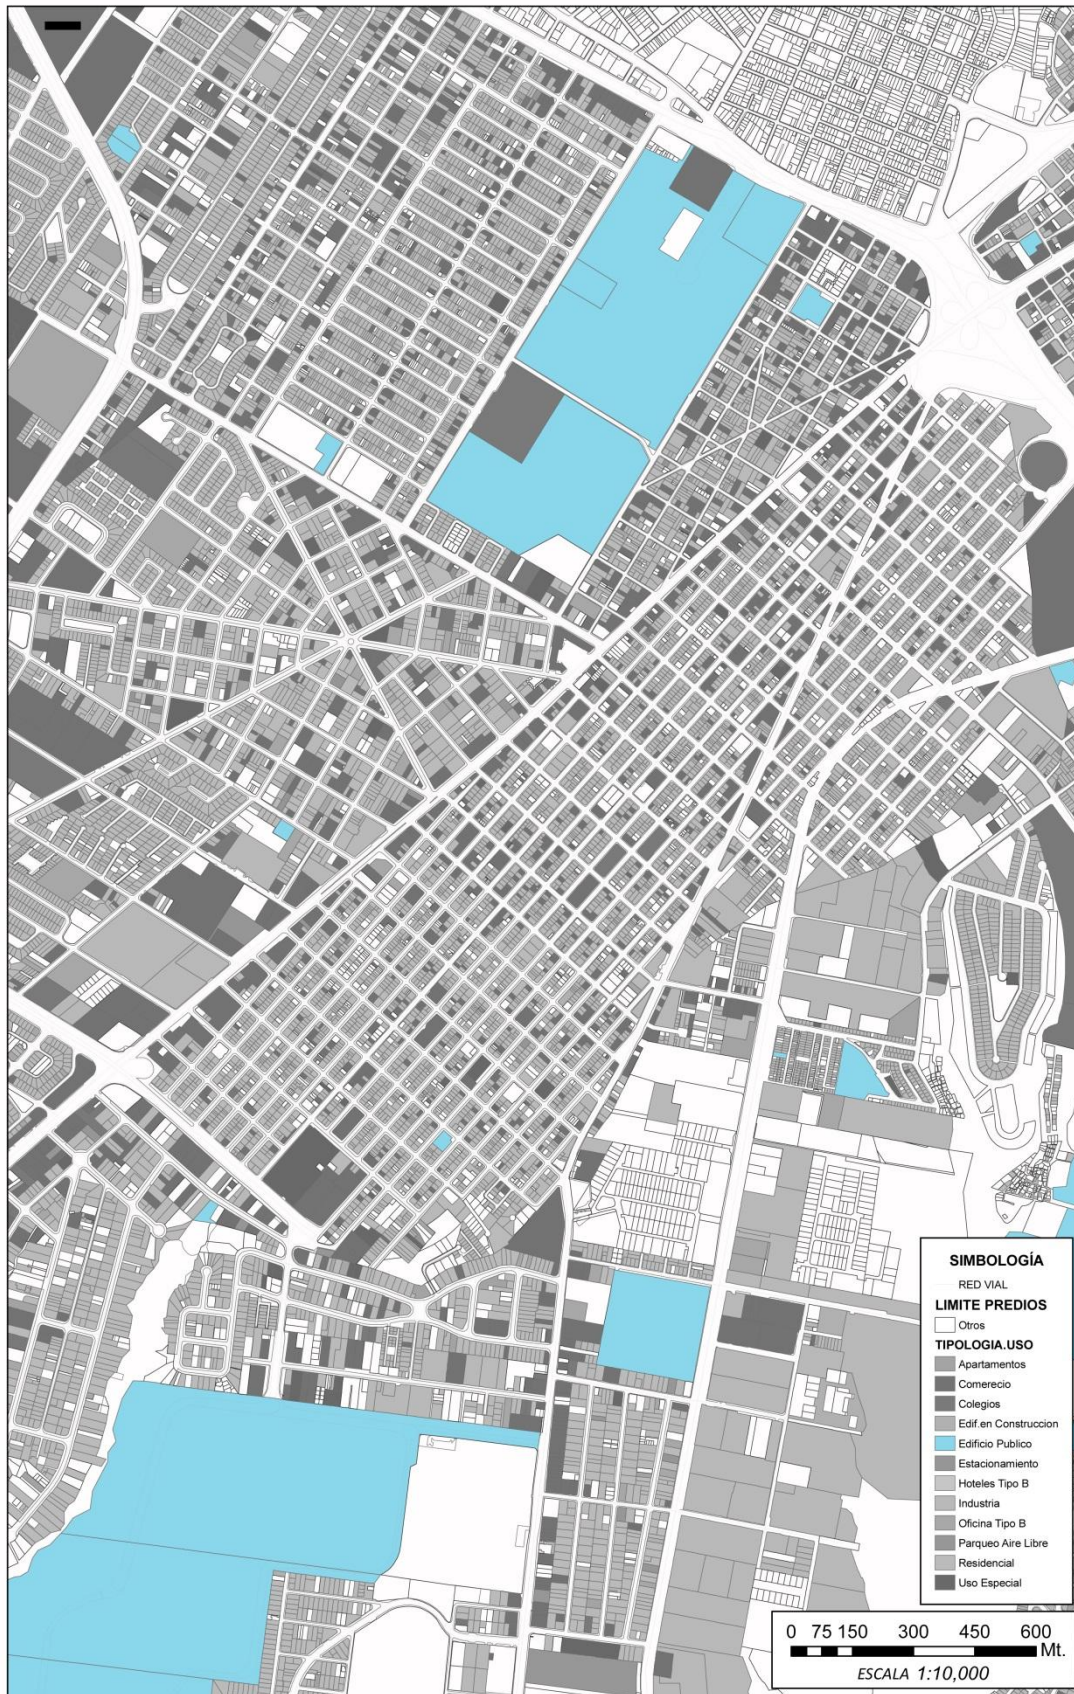 SIMBOLOGÍA
RED VIAL
LIMITE PREDIOS
Otros
TIPOLOGIA.USO
Apartamentos
Comerecio
Colegios
Edif.en Construccion
Edificio Publico
Estacionamiento
Hoteles Tipo B
Industria
Oficina Tipo B
Parqueo Aire Libre
Residencial
Uso Especial
0 75 150 300 450 600
Mt.
ESCALA 1:10,000